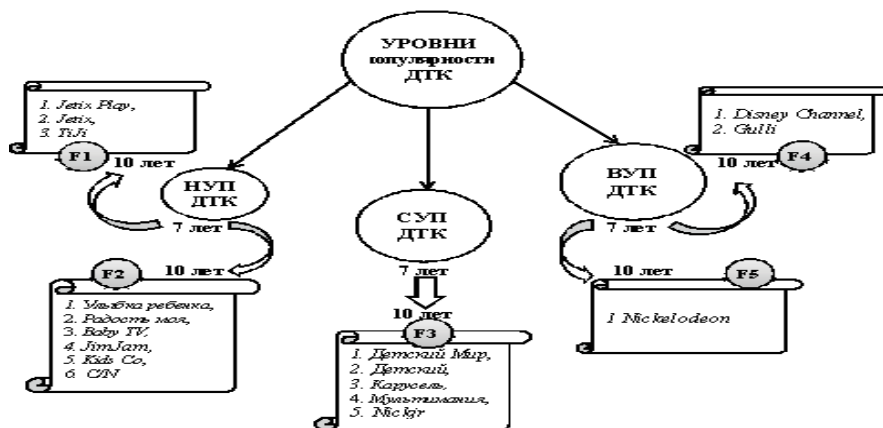 УРОВНИ
популярности
ДТК
1. Jetix Play,
2. Jetix,
3. TiJi
F1
10 лет
НУП
ДТК
7 лет
F2
10 лет
1. Улыбка ребенка,
2. Радость моя,
3. Baby TV,
4. JimJam,
5. Kids Co,
6. C/N
СУП
ДТК
7 лет
10 лет
F3
1. Детский Мир,
2. Детский,
3. Карусель,
4. Мультимания,
5. Nickjr
ВУП
ДТК
7 лет
1. Disney Channel,
2. Gulli
10 лет
F4
10 лет
F5
1 Nickelodeon